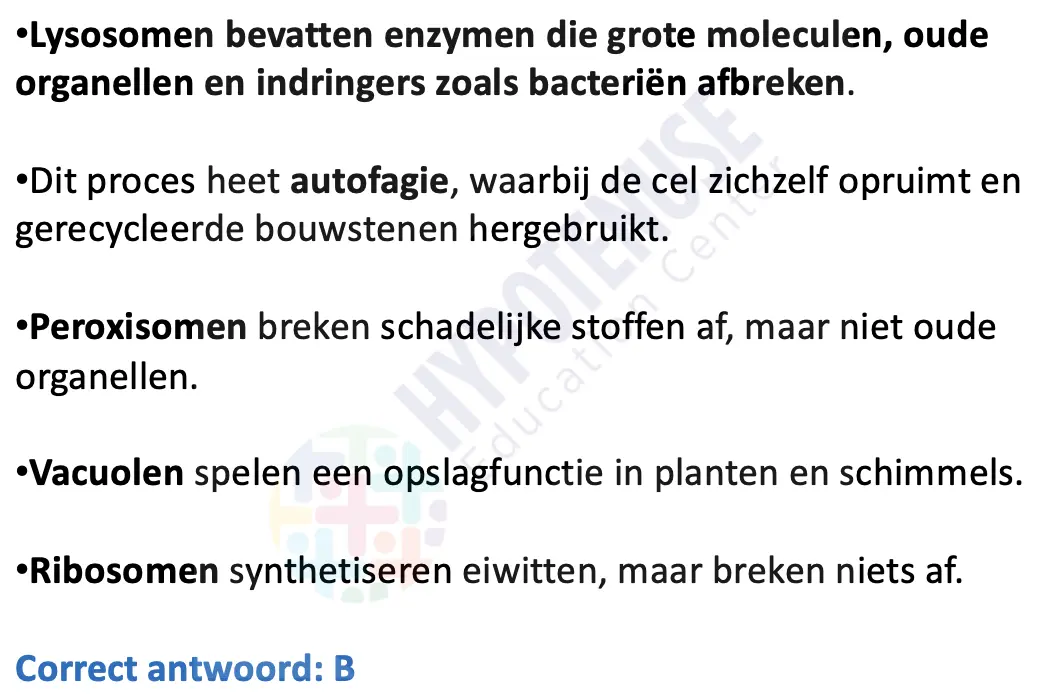 •Lysosomen bevatten enzymen die grote moleculen, oude
organellen en indringers zoals bacteriën afbreken.
•Dit proces heet autofagie, waarbij de cel zichzelf opruimt en
gerecycleerde bouwstenen hergebruikt.
•Peroxisomen breken schadelijke stoffen af, maar niet oude
organellen.
•Vacuolen spelen een opslagfunctie in planten en schimmels.
•Ribosomen synthetiseren eiwitten, maar breken niets af.
Correct antwoord: B
HYPOTENUSE
Education Center